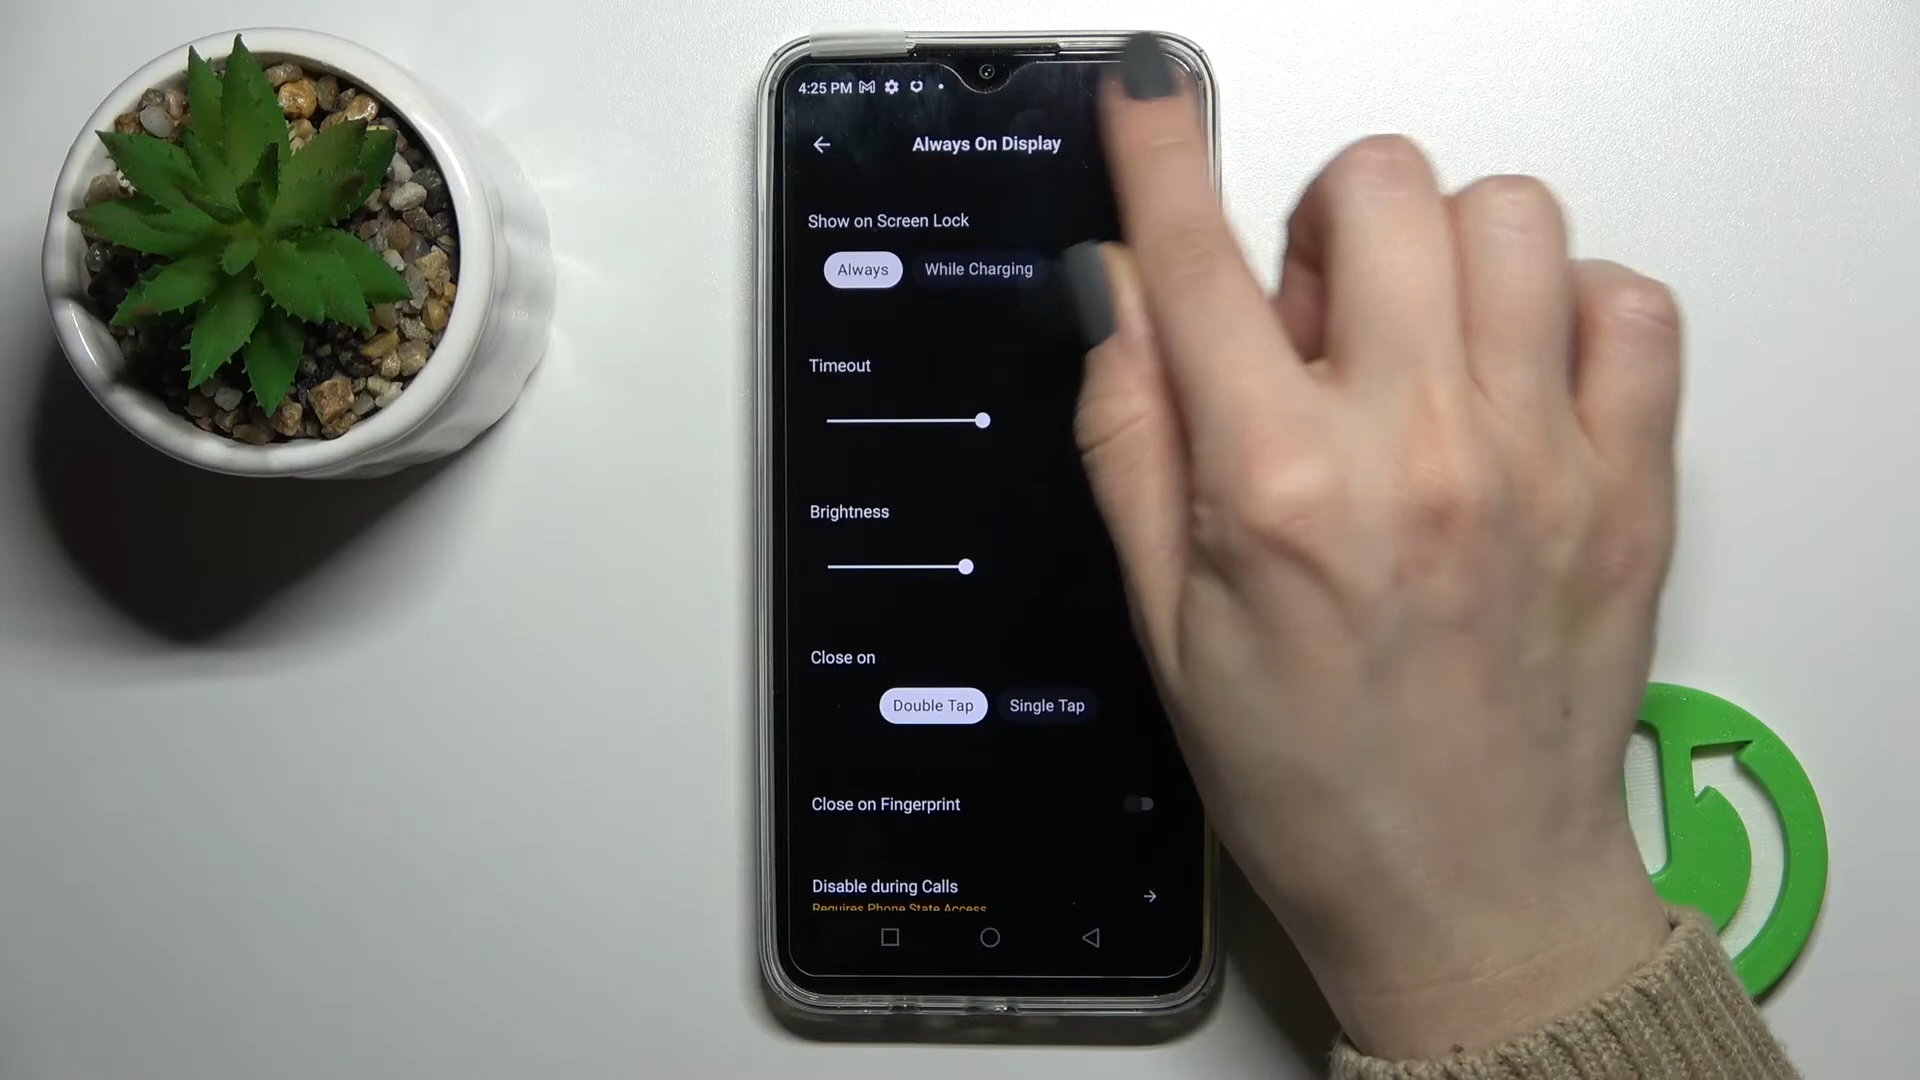 4:25 PM
Always On Display
Show on Screen Lock
Always While Charging
Timeout
Brightness
Close on
Double Tap Single Tap
Close on Fingerprint
Disable during Calls
Requires Phone State Access